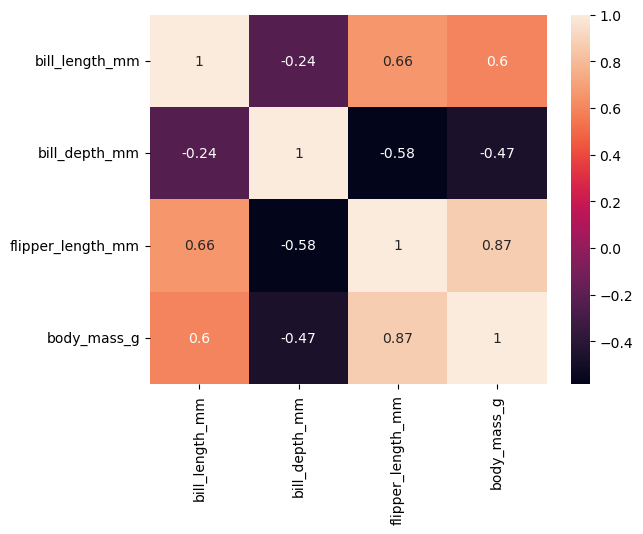 bill_length_mm 1 -0.24 0.66 0.6
bill_depth_mm -0.24 1 -0.58 -0.47
flipper_length_mm 0.66 -0.58 1 0.87
body_mass_g 0.6 -0.47 0.87 1
bill_length_mm
bill_depth_mm
flipper_length_mm
body_mass_g
1.0
0.8
0.6
0.4
0.2
0.0
−0.2
−0.4